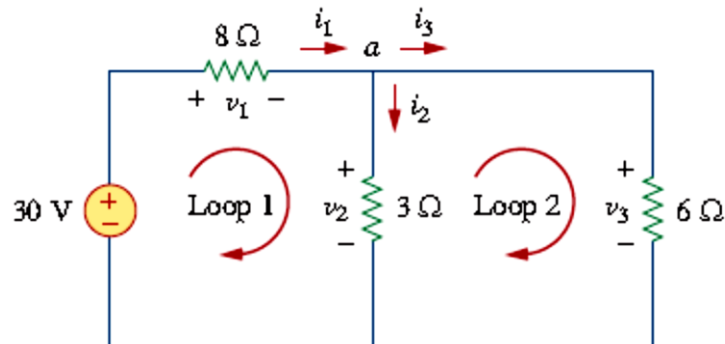 8 Ω i₁ a i₃
+ v₁ −
i₂
30 V + − Loop 1 + v₂ − 3 Ω Loop 2 + v₃ − 6 Ω